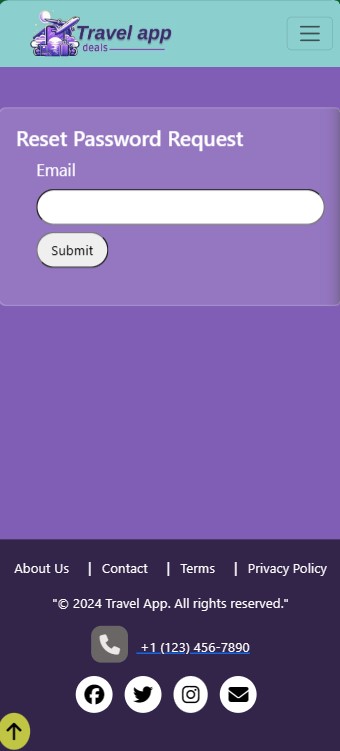 Travel app
deals
Reset Password Request
Email
Submit
About Us | Contact | Terms | Privacy Policy
"© 2024 Travel App. All rights reserved."
+1 (123) 456-7890